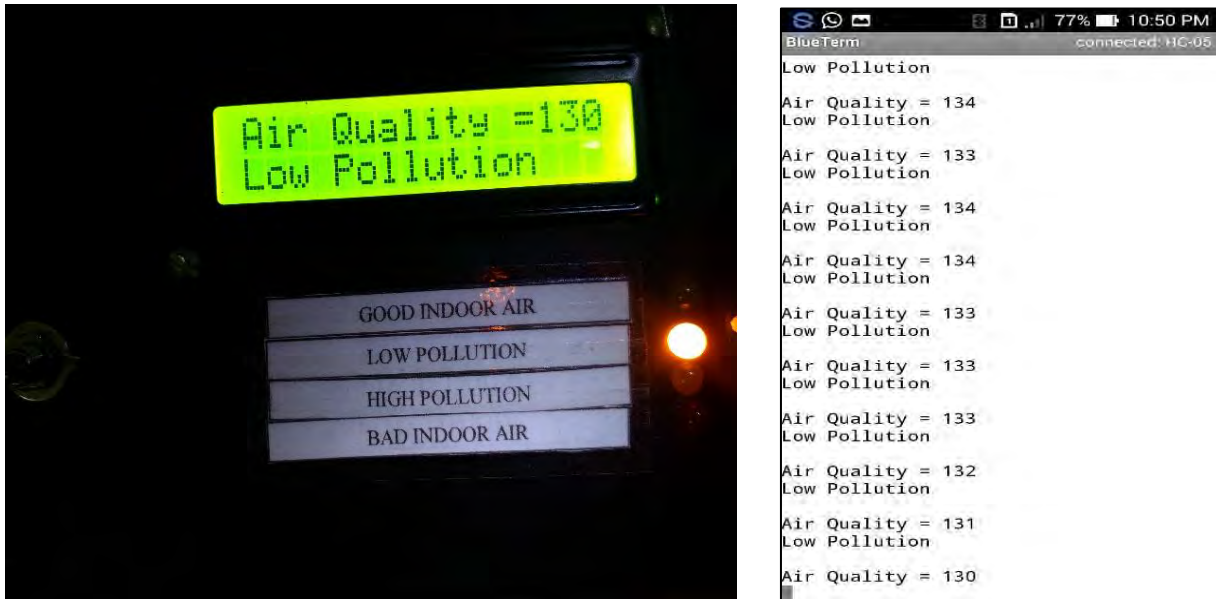 Air Quality =130
Low Pollution
GOOD INDOOR AIR
LOW POLLUTION
HIGH POLLUTION
BAD INDOOR AIR
77% 10:50 PM
BlueTerm connected: HC-05
Low Pollution
Air Quality = 134
Low Pollution
Air Quality = 133
Low Pollution
Air Quality = 134
Low Pollution
Air Quality = 134
Low Pollution
Air Quality = 133
Low Pollution
Air Quality = 133
Low Pollution
Air Quality = 133
Low Pollution
Air Quality = 132
Low Pollution
Air Quality = 131
Low Pollution
Air Quality = 130